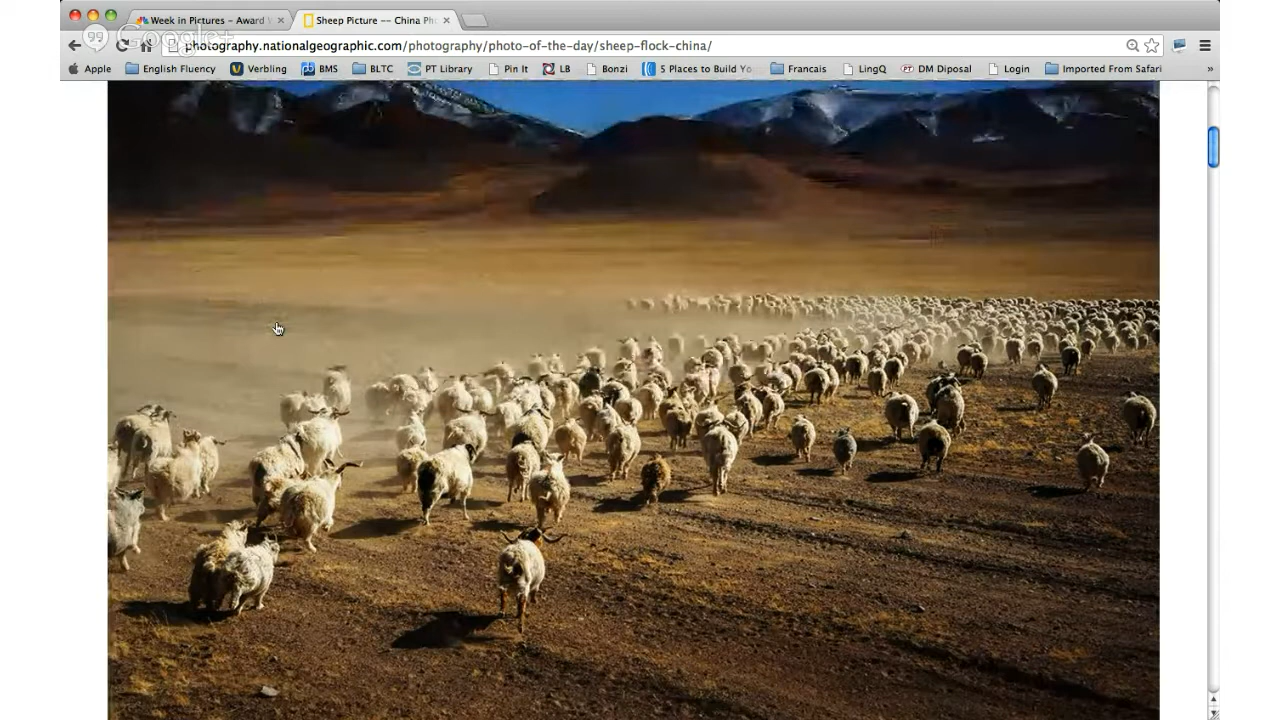 Week in Pictures – Award
Sheep Picture –– China Ph
Google+
photography.nationalgeographic.com/photography/photo-of-the-day/sheep-flock-china/
Apple English Fluency Verbling BMS BLTC PT Library Pin It LB Bonzi 5 Places to Build Yo Francais LingQ DM Diposal Login Imported From Safari »